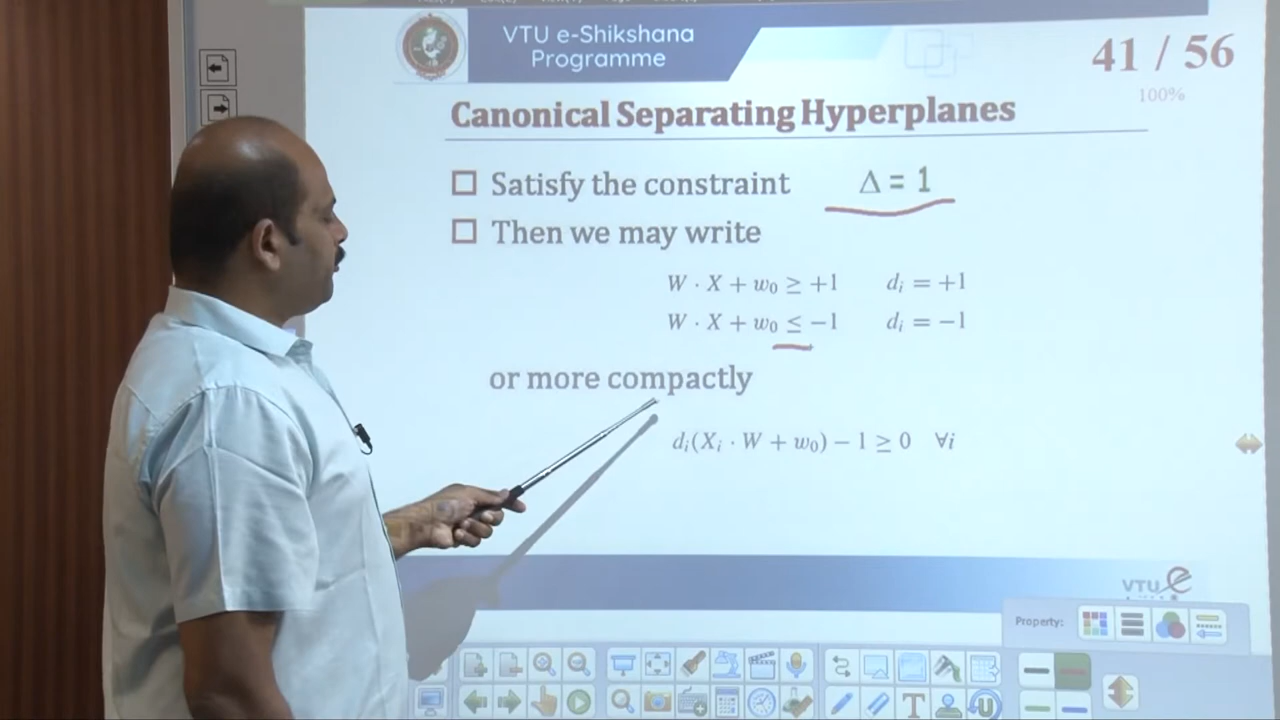 VTU e-Shikshana
Programme
41 / 56
100%
Canonical Separating Hyperplanes
Satisfy the constraint Δ = 1
Then we may write
W · X + w₀ ≥ +1 dᵢ = +1
W · X + w₀ ≤ −1 dᵢ = −1
or more compactly
dᵢ(Xᵢ · W + w₀) − 1 ≥ 0 ∀i
VTU e
Property: